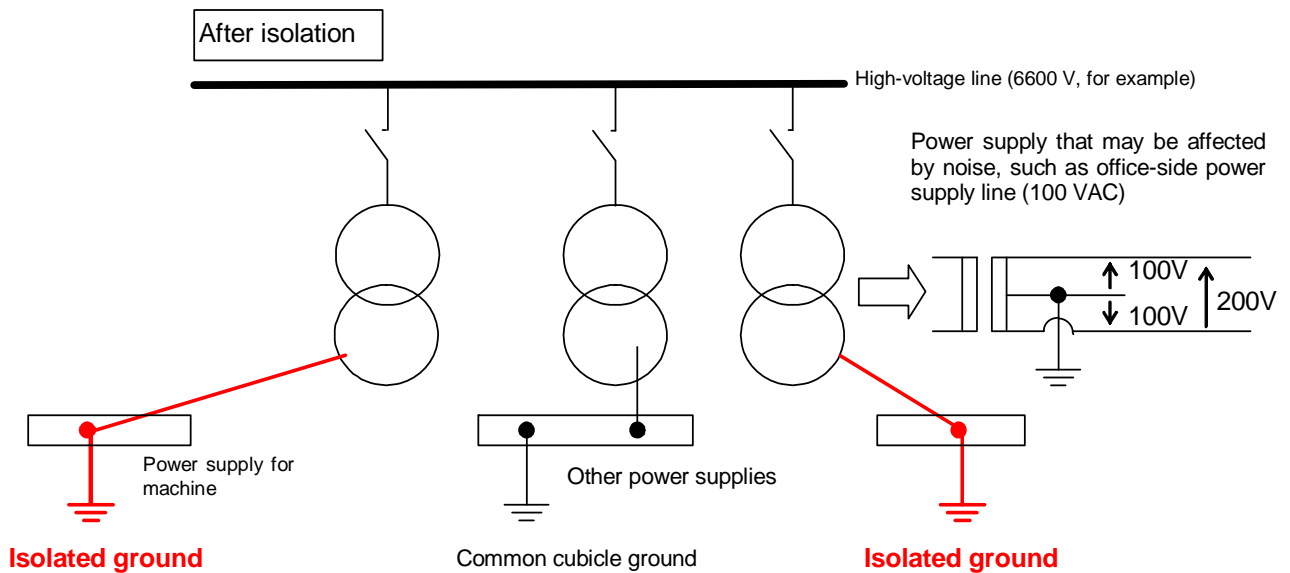 After isolation
High-voltage line (6600 V, for example)
Power supply that may be affected
by noise, such as office-side power
supply line (100 VAC)
100V
200V
100V
Power supply for
machine
Other power supplies
Isolated ground
Common cubicle ground
Isolated ground